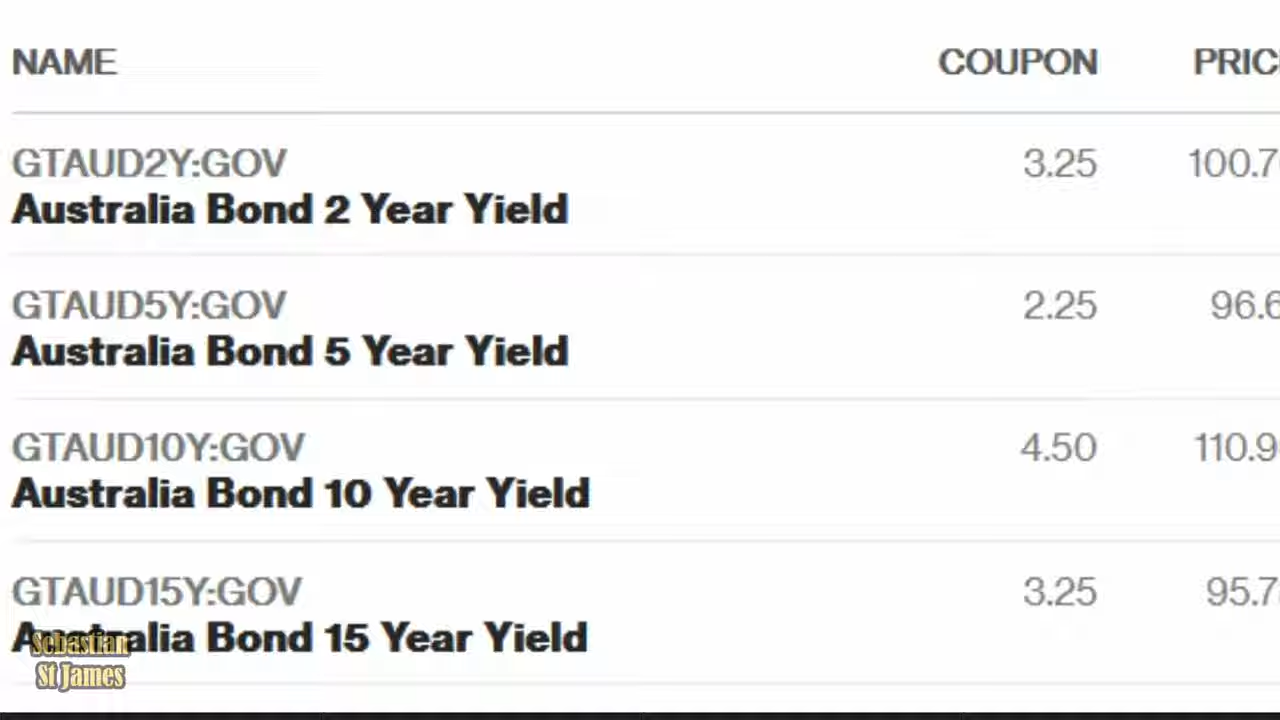 NAME COUPON
GTAUD2Y:GOV 3.25
Australia Bond 2 Year Yield
GTAUD5Y:GOV 2.25
Australia Bond 5 Year Yield
GTAUD10Y:GOV 4.50
Australia Bond 10 Year Yield
GTAUD15Y:GOV 3.25
Australia Bond 15 Year Yield
Sebastian
St James